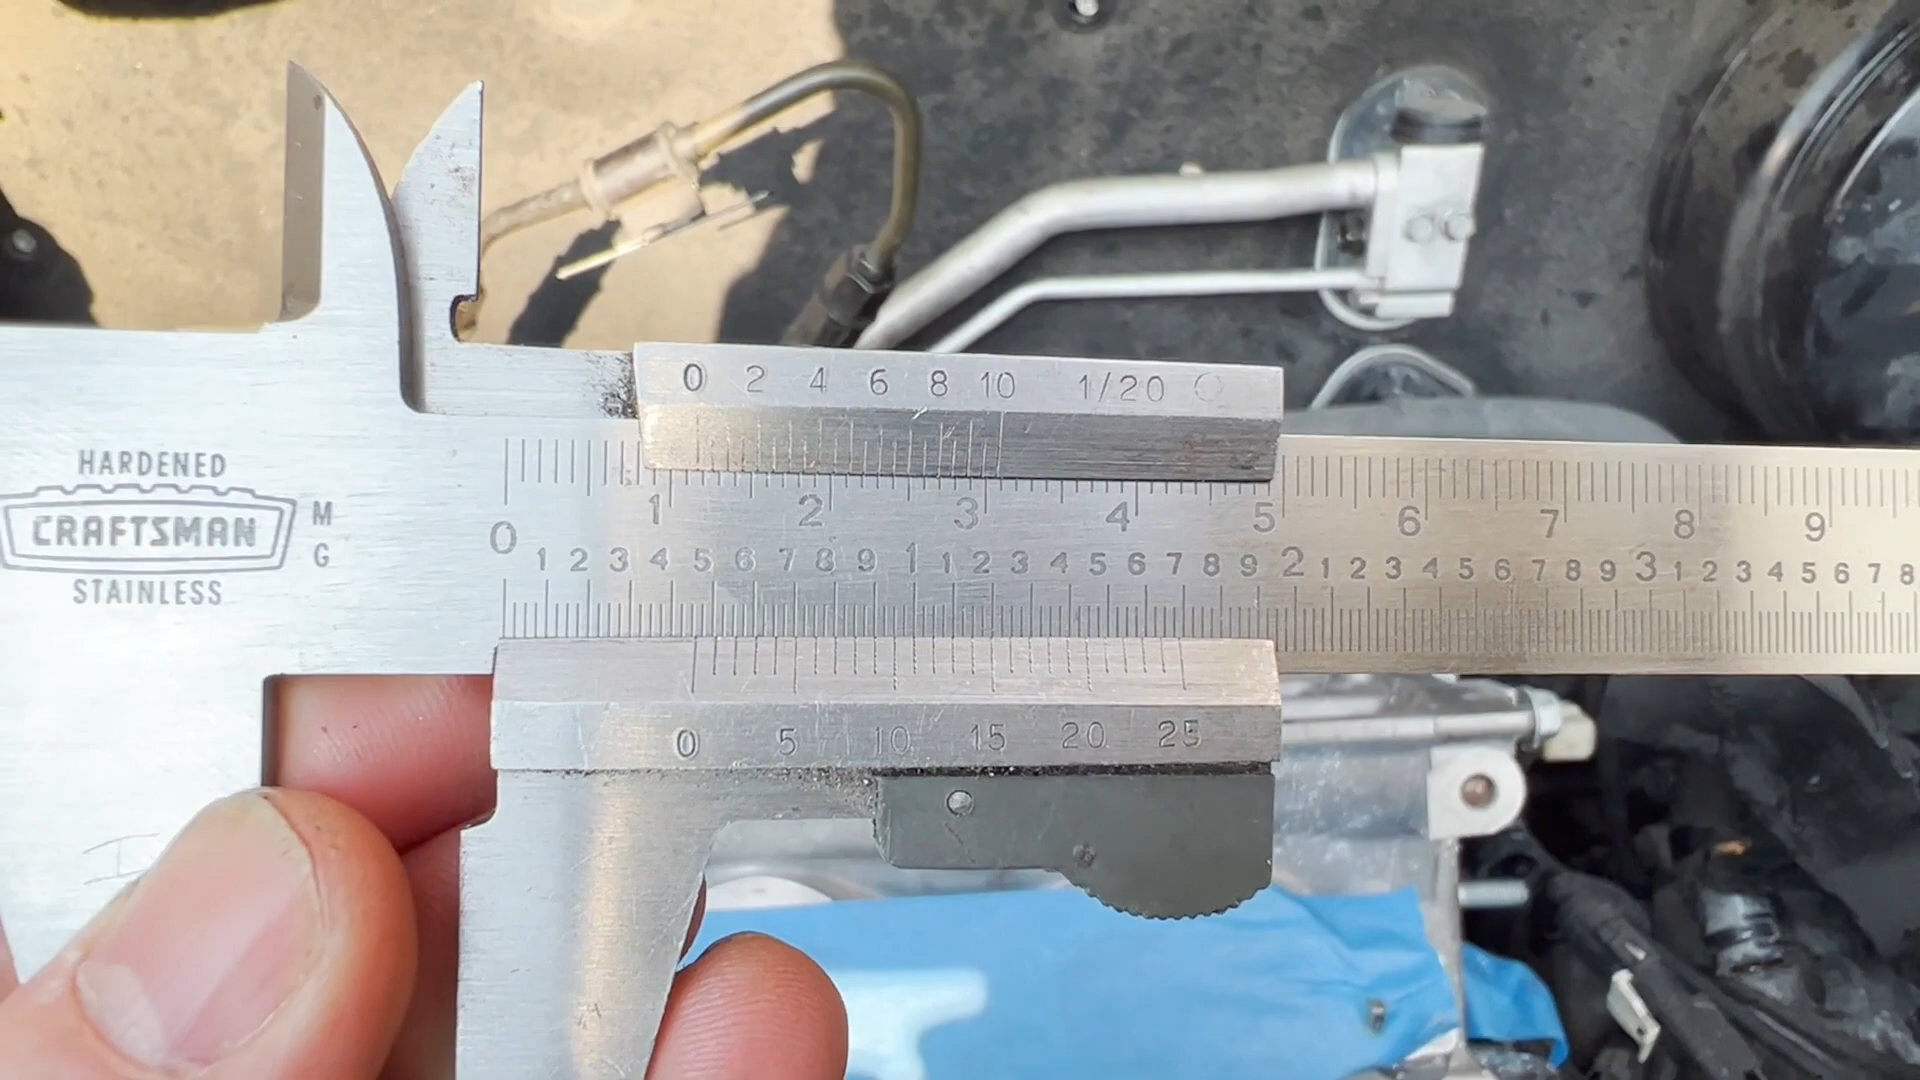 0 2 4 6 8 10 1/20
HARDENED
CRAFTSMAN
STAINLESS
M
G
0 1 2 3 4 5 6 7 8 9
1 2 3 4 5 6 7 8 9 1 1 2 3 4 5 6 7 8 9 2 1 2 3 4 5 6 7 8 9 3 1 2 3 4 5 6 7 8
0 5 10 15 20 25